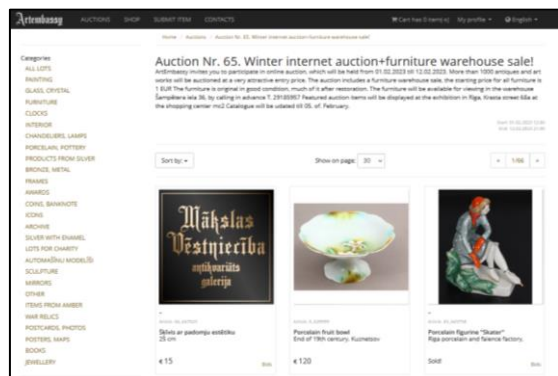 Artembassy
AUCTIONS
SHOP
SUBMIT ITEM
CONTACTS
Cart has 0 item(s)
My profile
English
Home / Auctions / Auction Nr. 65. Winter internet auction+furniture warehouse sale!
Categories
ALL LOTS
PAINTING
GLASS, CRYSTAL
FURNITURE
CLOCKS
INTERIOR
CHANDELIERS, LAMPS
PORCELAIN, POTTERY
PRODUCTS FROM SILVER
BRONZE, METAL
FRAMES
AWARDS
COINS, BANKNOTE
ICONS
ARCHIVE
SILVER WITH ENAMEL
LOTS FOR CHARITY
AUTOMAŠĪNU MODELĪŠI
SCULPTURE
MIRRORS
OTHER
ITEMS FROM AMBER
WAR RELICS
POSTCARDS, PHOTOS
POSTERS, MAPS
BOOKS
JEWELLERY
Auction Nr. 65. Winter internet auction+furniture warehouse sale!
ArtEmbassy invites you to participate in online auction, which will be held from 01.02.2023 till 12.02.2023. More than 1000 antiques and art
works will be auctioned at a very attractive entry price. The auction includes a furniture warehouse sale, the starting price for all furniture is
1 EUR The furniture is original in good condition, much of it after restoration. The furniture will be available for viewing in the warehouse
Sampētera iela 36, by calling in advance T. 29185957 Featured auction items will be displayed at the exhibition in Riga, Krasta street 68a at
the shopping center mc2 Catalogue will be udated till 05. of. February.
Sort by:
Show on page: 30
« 1/66 »
Mākslas
Vēstniecība
antikvariāts
galerija
Šķīvis ar padomju estētiku
25 cm
€ 15
Bids
Porcelain fruit bowl
End of 19th century. Kuznetsov
€ 120
Porcelain figurine "Skater"
Riga porcelain and faience factory,
Sold!
Bids